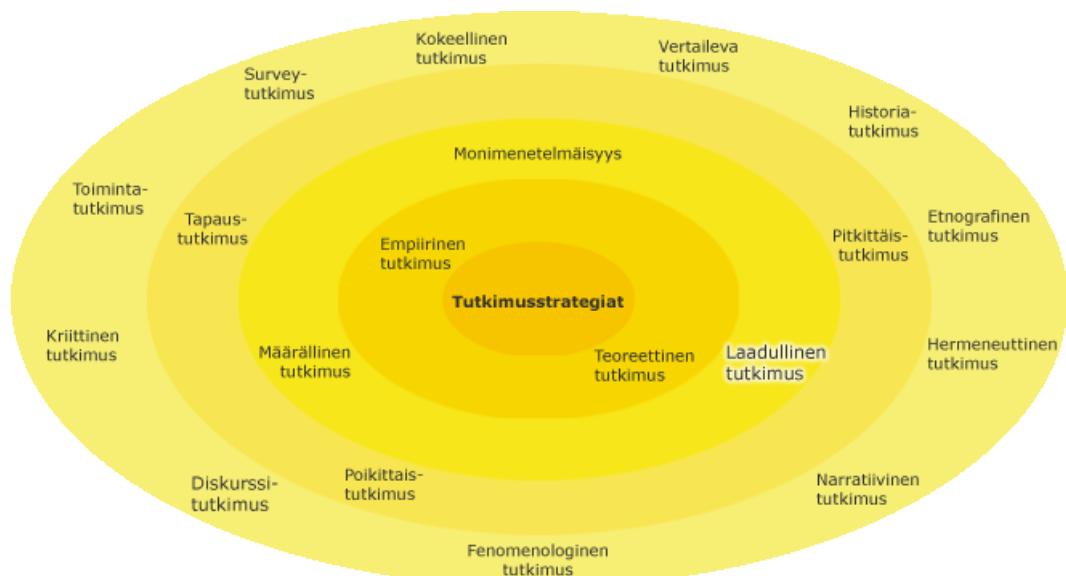 Kokeellinen
tutkimus
Vertaileva
tutkimus
Survey-
tutkimus
Historia-
tutkimus
Monimenetelmäisyys
Toiminta-
tutkimus
Tapaus-
tutkimus
Etnografinen
tutkimus
Pitkittäis-
tutkimus
Empiirinen
tutkimus
Tutkimusstrategiat
Kriittinen
tutkimus
Määrällinen
tutkimus
Teoreettinen
tutkimus
Laadullinen
tutkimus
Hermeneuttinen
tutkimus
Diskurssi-
tutkimus
Poikittais-
tutkimus
Narratiivinen
tutkimus
Fenomenologinen
tutkimus